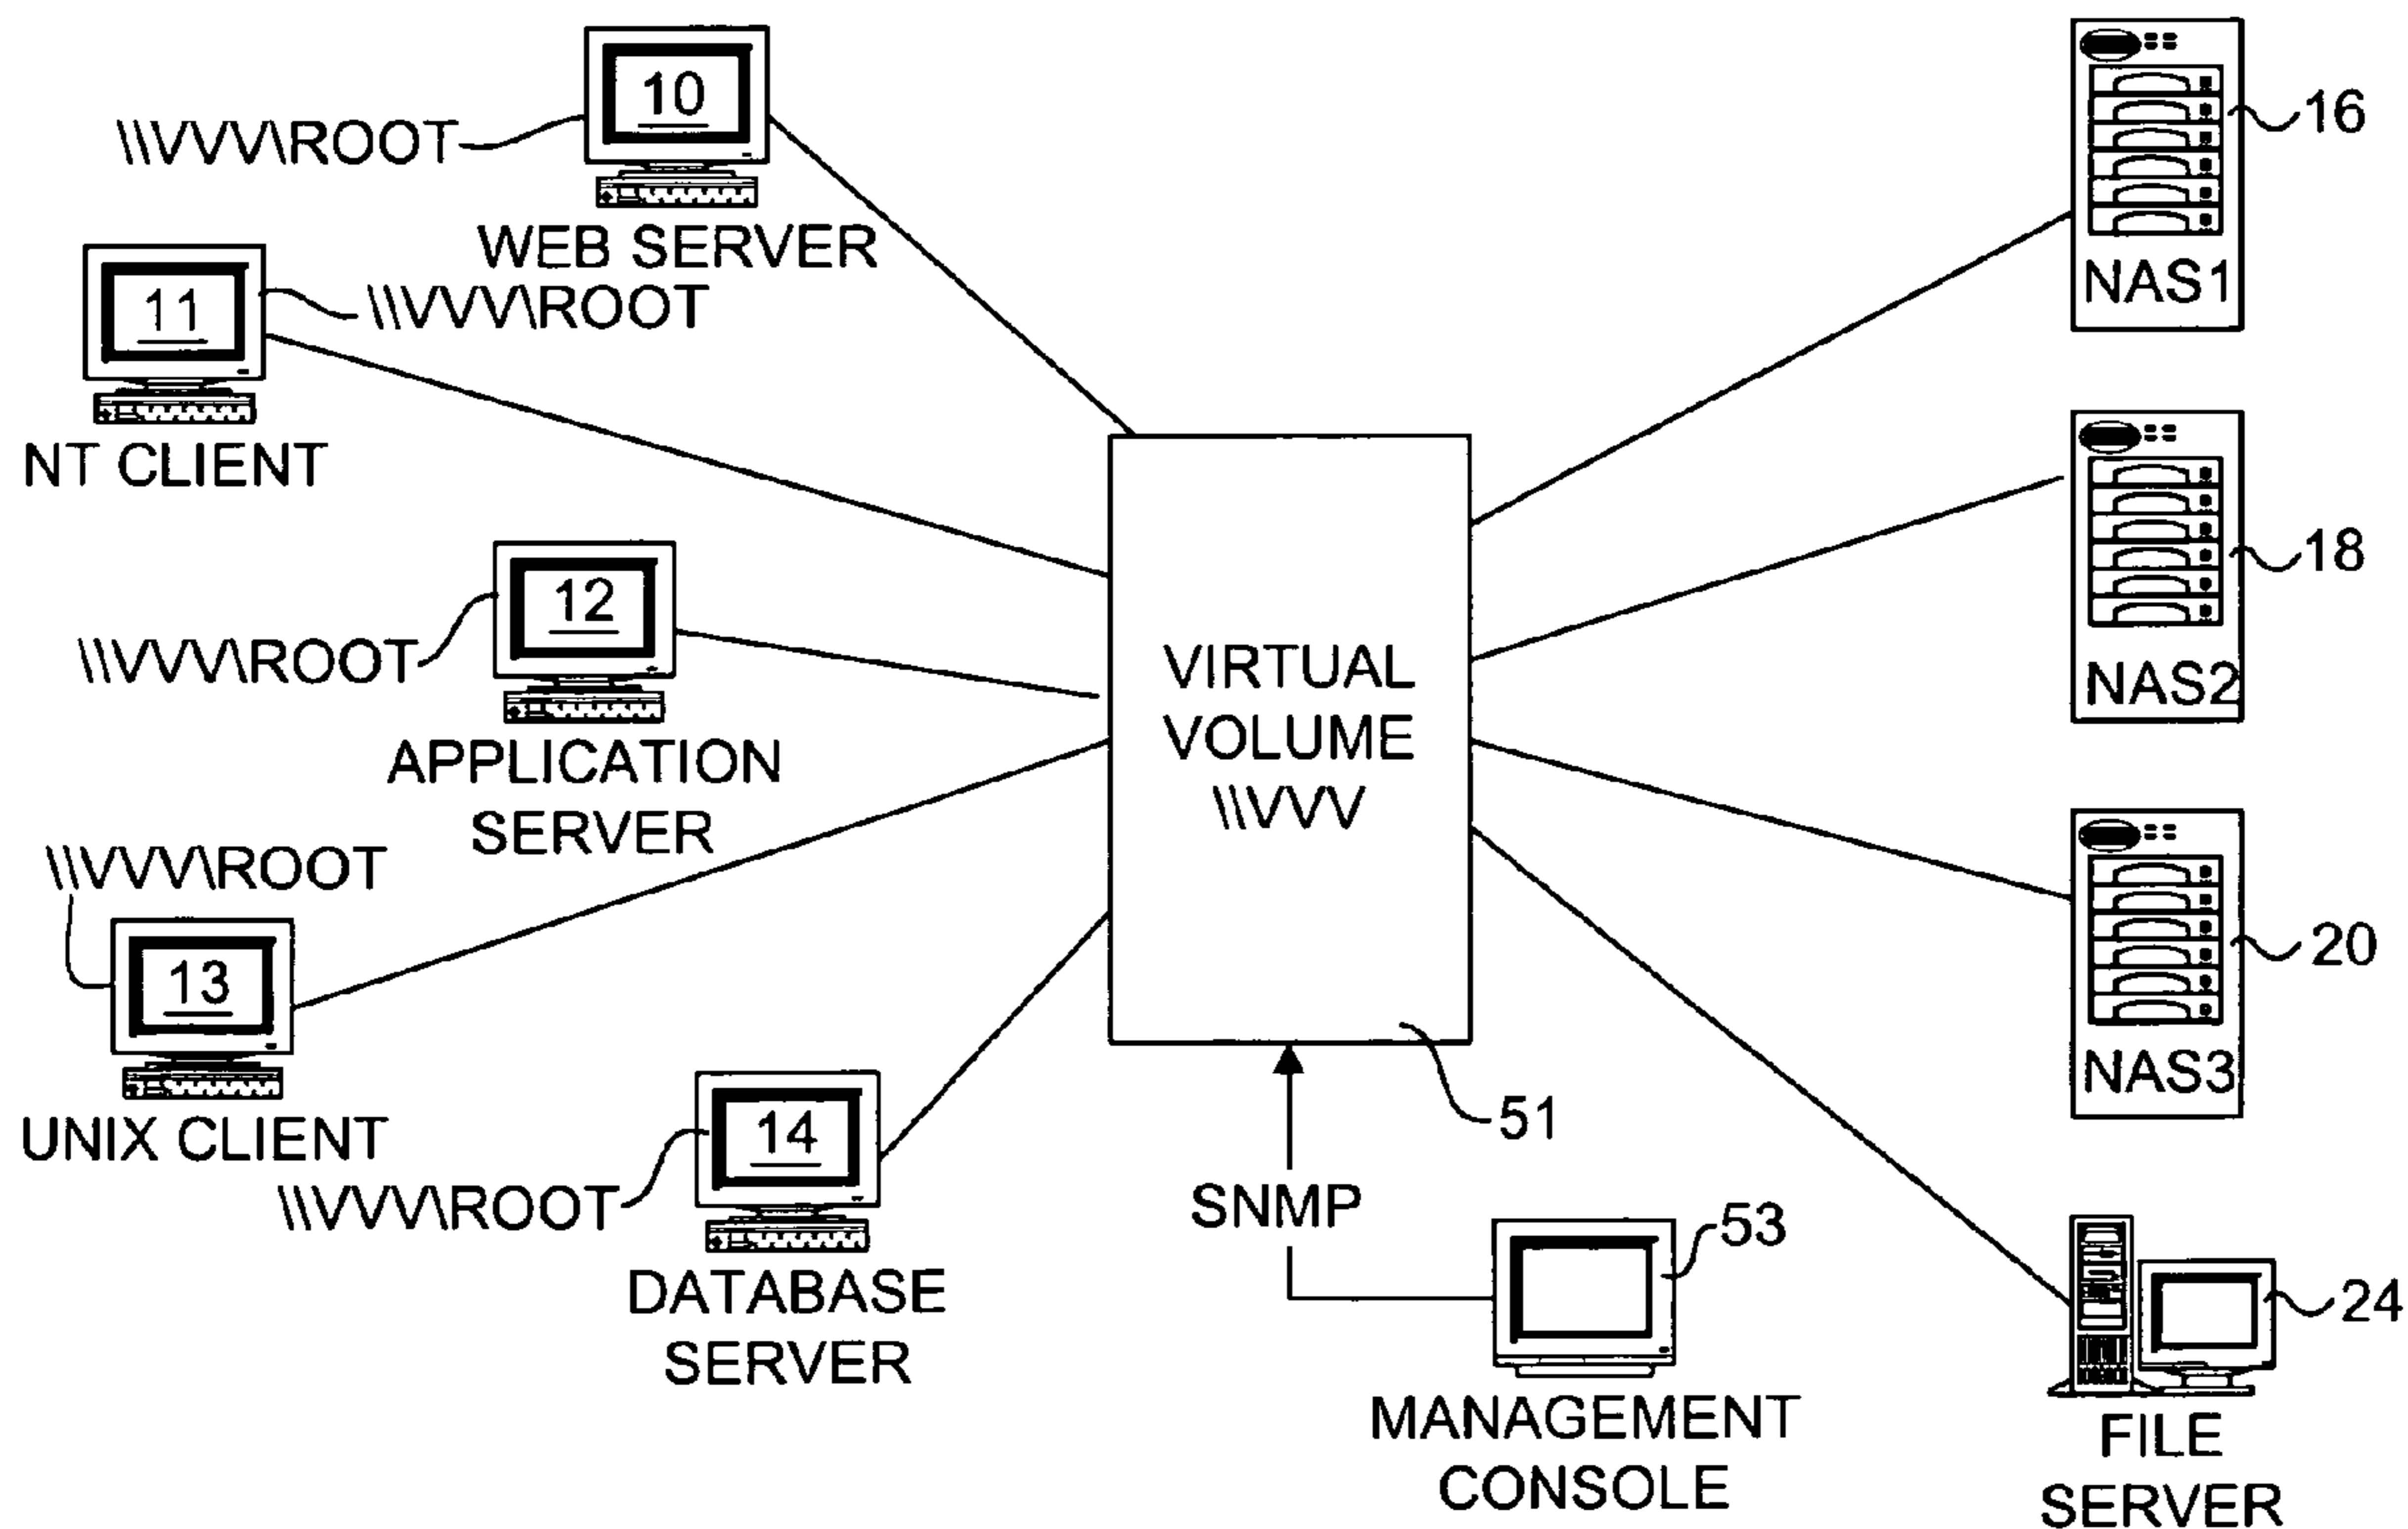 10
\\VVV\ROOT
WEB SERVER
11
\\VVV\ROOT
NT CLIENT
12
\\VVV\ROOT
APPLICATION
SERVER
\\VVV\ROOT
13
UNIX CLIENT
14
\\VVV\ROOT
DATABASE
SERVER
VIRTUAL
VOLUME
\\VVV
51
SNMP
53
MANAGEMENT
CONSOLE
16
NAS1
18
NAS2
20
NAS3
24
FILE
SERVER